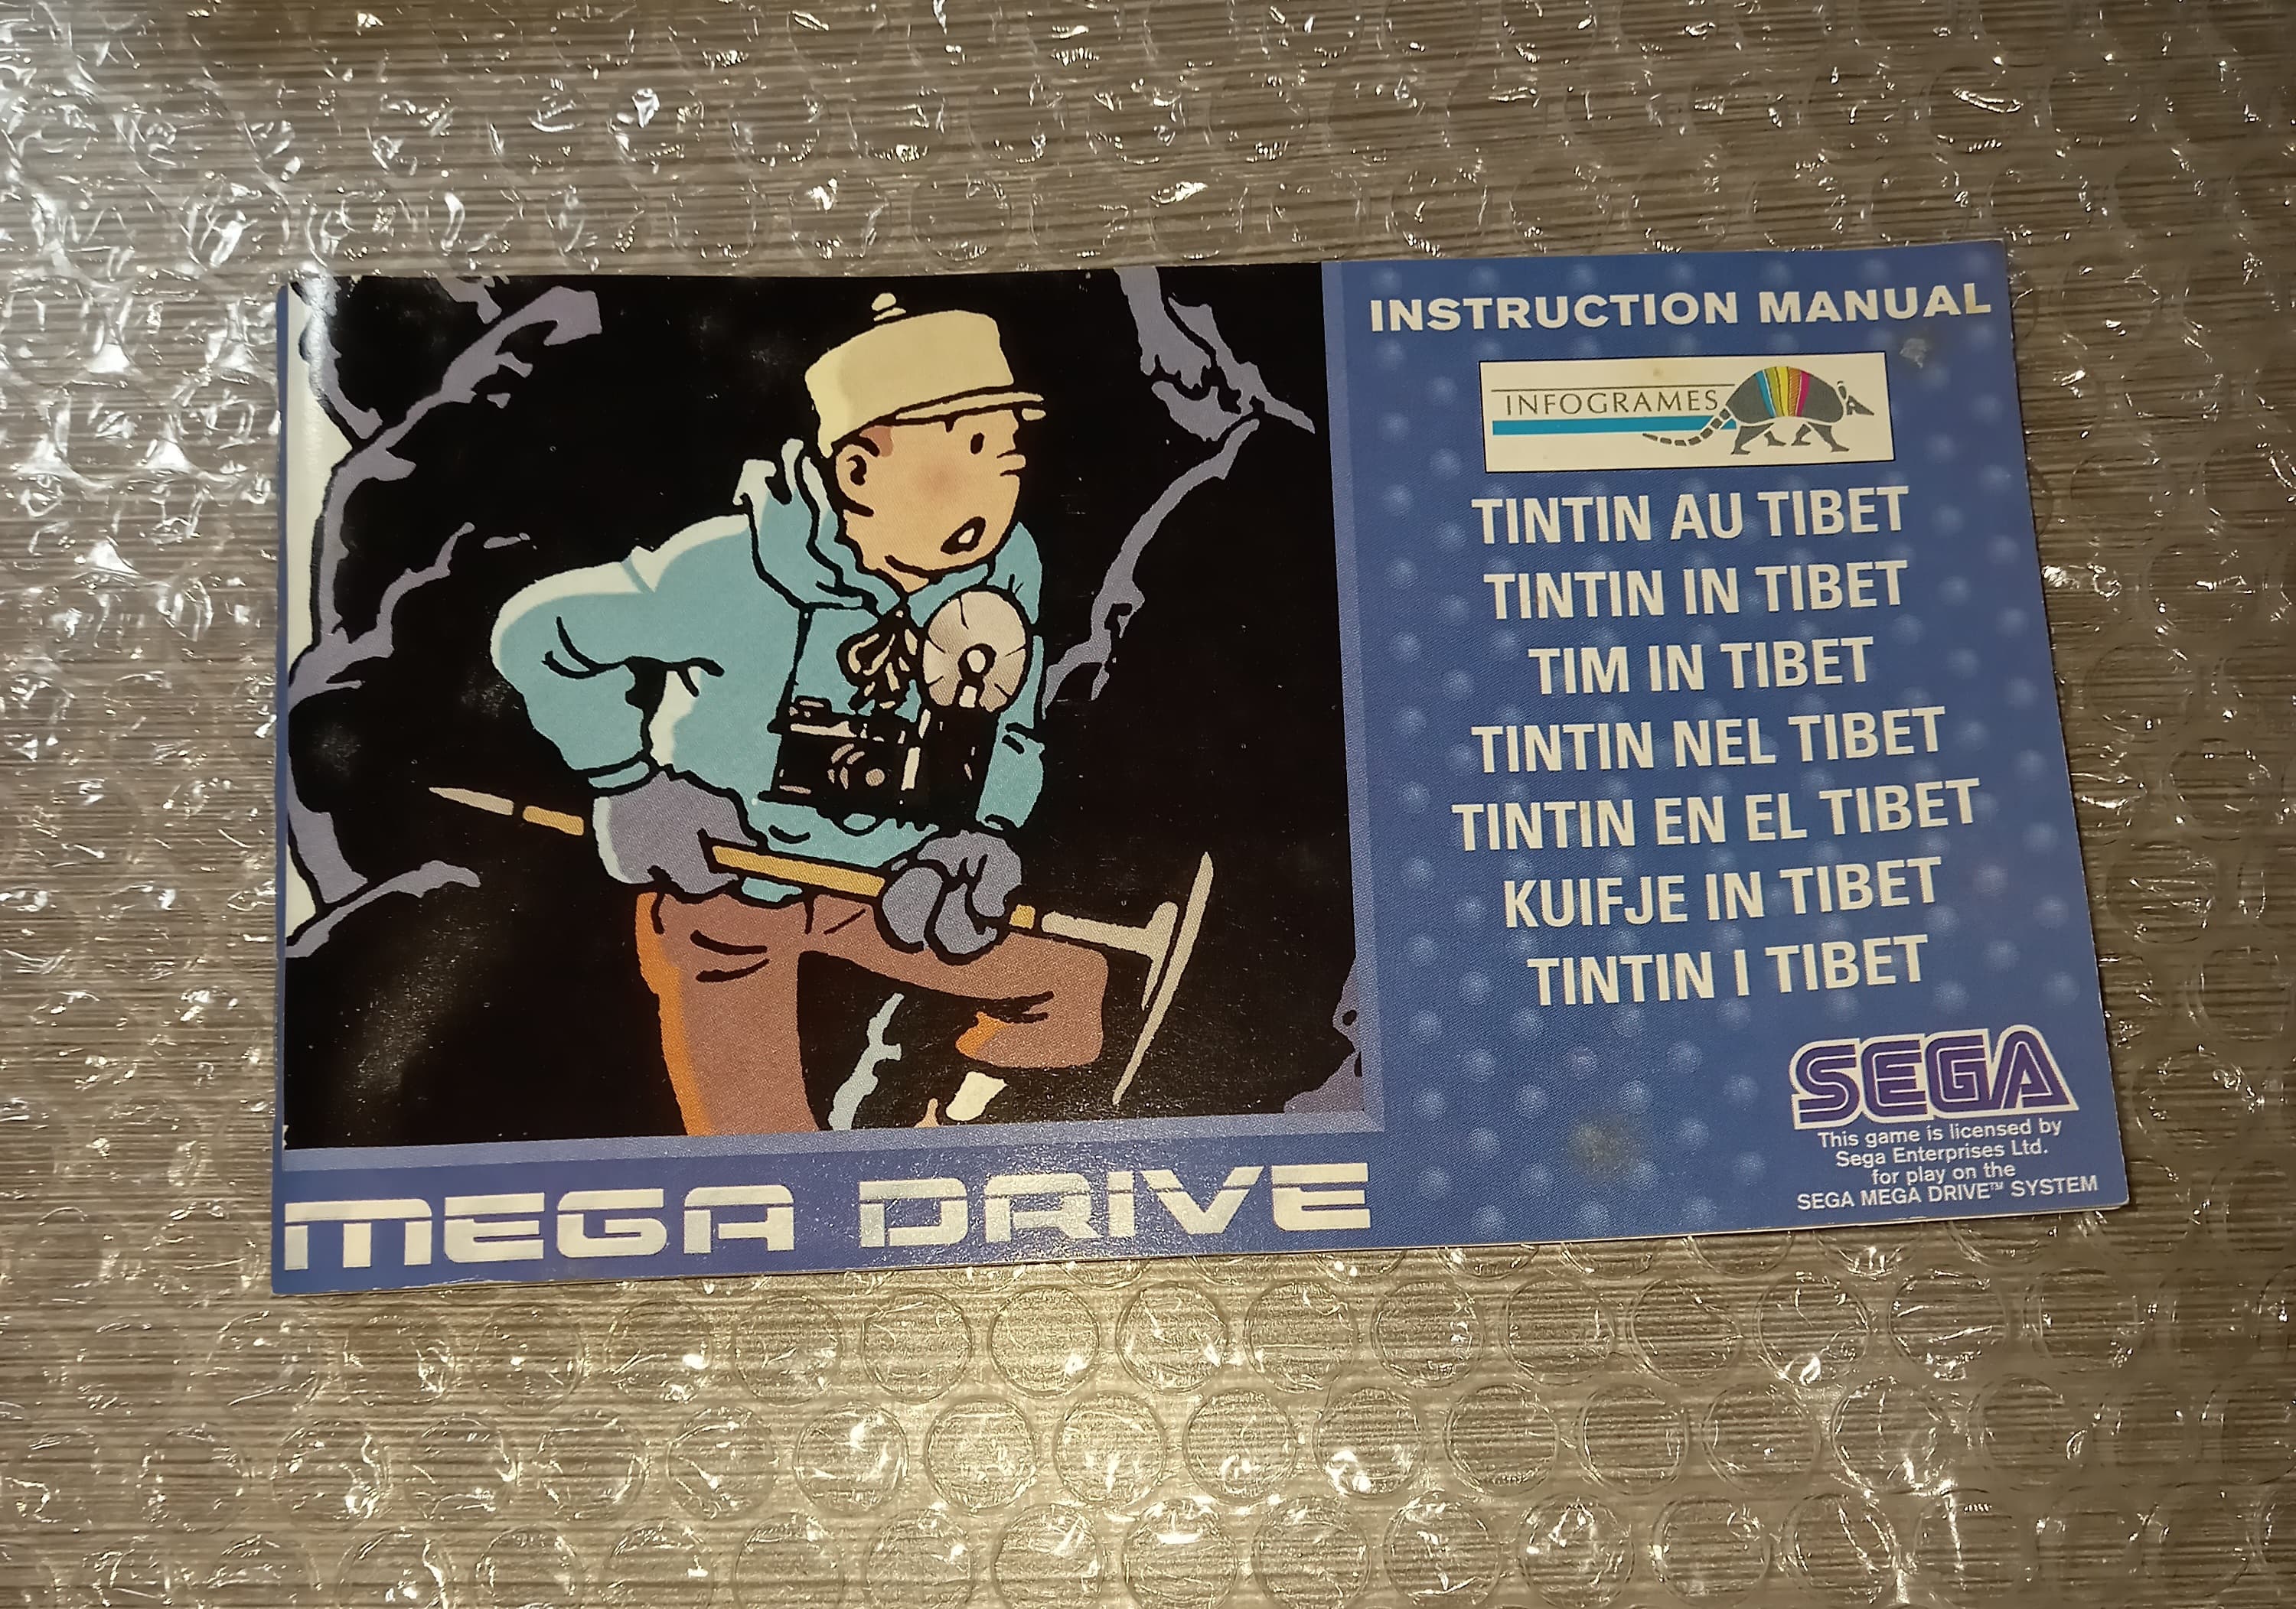 INSTRUCTION MANUAL
INFOGRAMES
TINTIN AU TIBET
TINTIN IN TIBET
TIM IN TIBET
TINTIN NEL TIBET
TINTIN EN EL TIBET
KUIFJE IN TIBET
TINTIN I TIBET
SEGA
This game is licensed by
Sega Enterprises Ltd.
for play on the
SEGA MEGA DRIVE™ SYSTEM
MEGA DRIVE